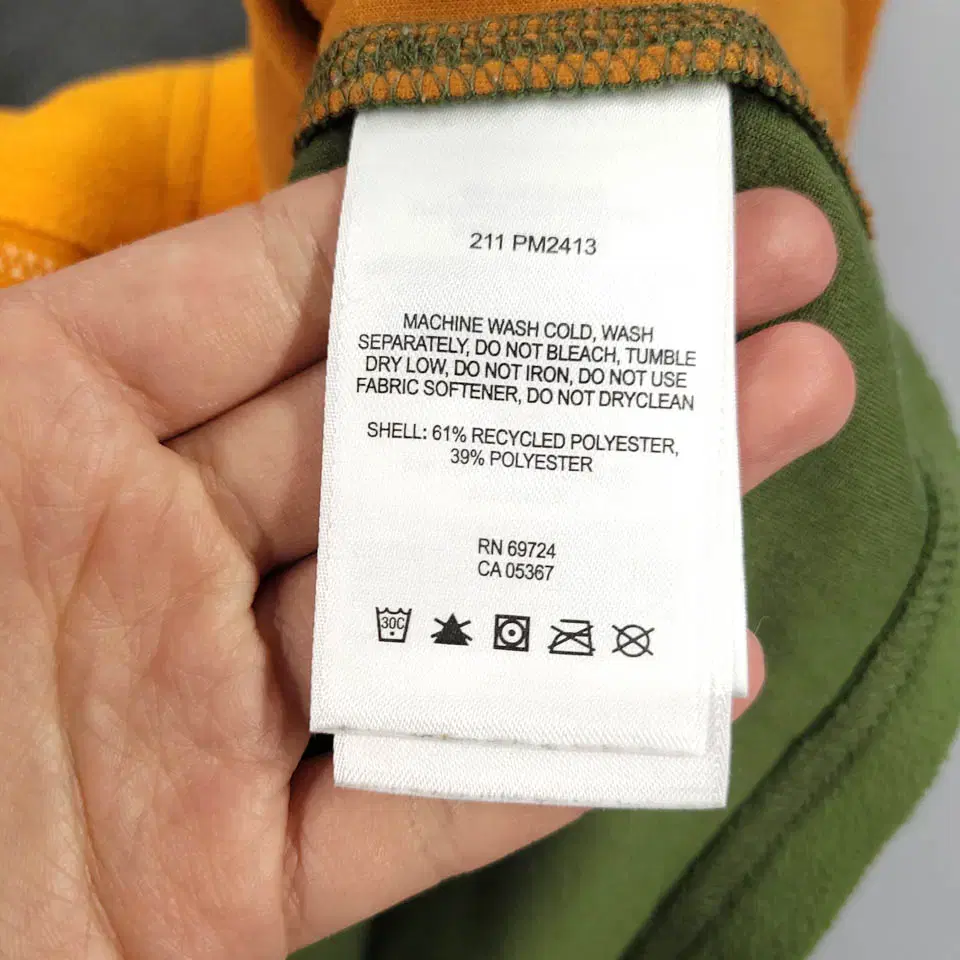 211 PM2413
MACHINE WASH COLD, WASH
SEPARATELY, DO NOT BLEACH, TUMBLE
DRY LOW, DO NOT IRON, DO NOT USE
FABRIC SOFTENER, DO NOT DRYCLEAN
SHELL: 61% RECYCLED POLYESTER,
39% POLYESTER
RN 69724
CA 05367
30C